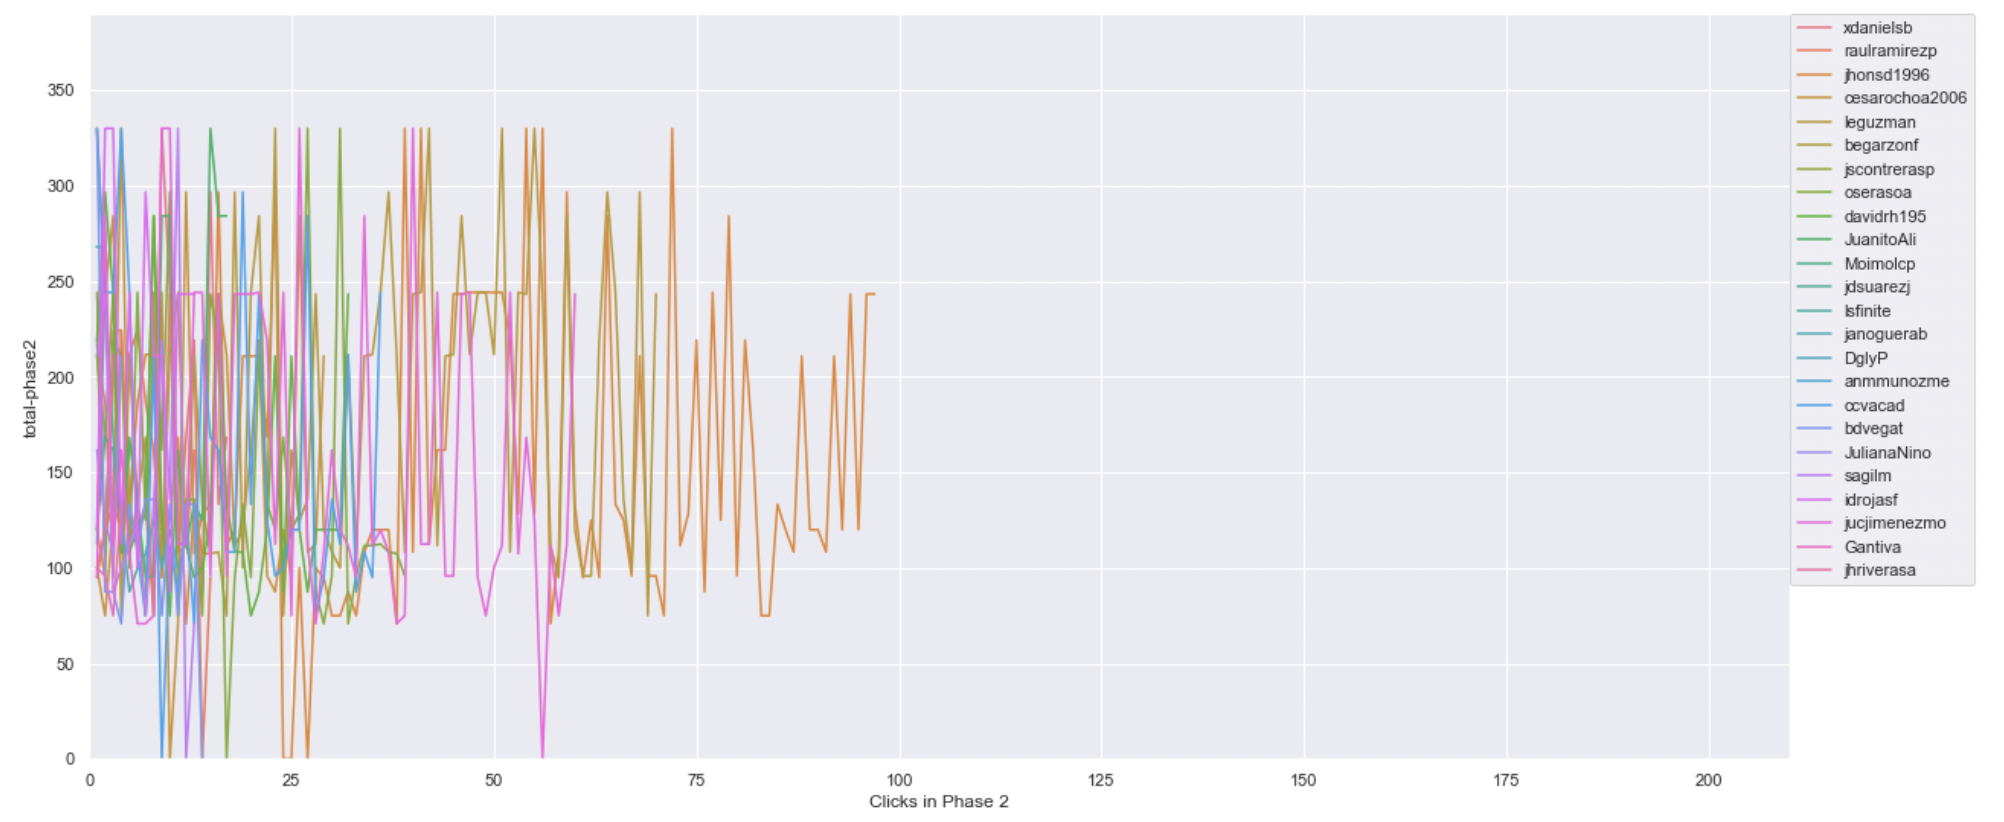 total-phase2
350
300
250
200
150
100
50
0
0 25 50 75 100 125 150 175 200
Clicks in Phase 2
xdanielsb
raulramirezp
jhonsd1996
cesarochoa2006
leguzman
begarzonf
jscontrerasp
oserasoa
davidrh195
JuanitoAli
Moimolcp
jdsuarezj
lsfinite
janoguerab
DglyP
anmmunozme
ccvacad
bdvegat
JulianaNino
sagilm
idrojasf
jucjimenezmo
Gantiva
jhriverasa